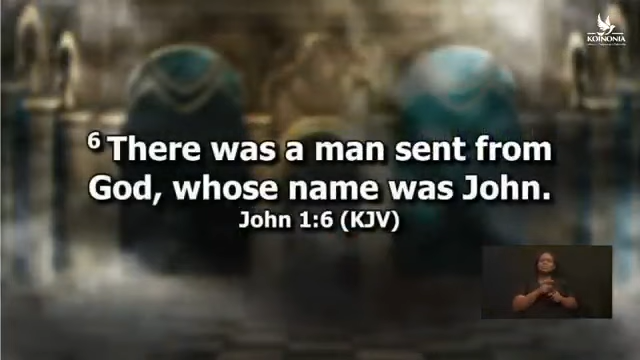 KOINONIA
6 There was a man sent from
God, whose name was John.
John 1:6 (KJV)